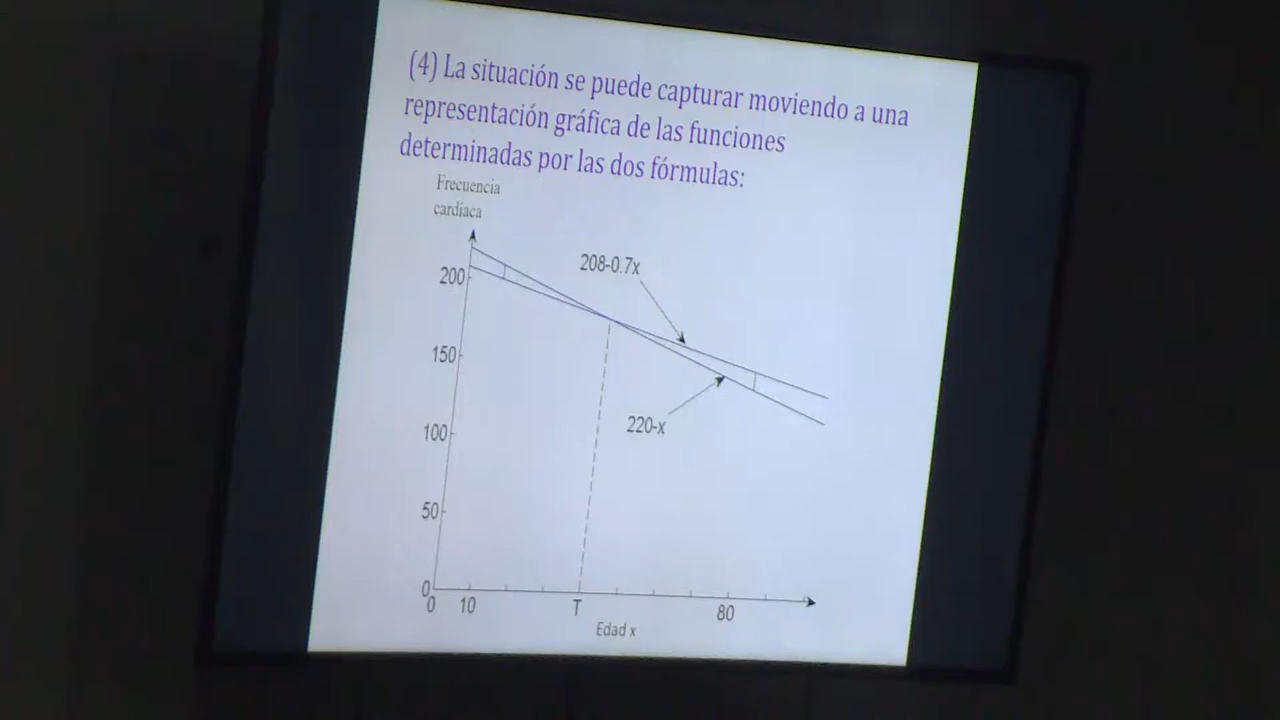 (4) La situación se puede capturar moviendo a una
representación gráfica de las funciones
determinadas por las dos fórmulas:
Frecuencia
cardíaca
208-0.7x
200
150
220-x
100
50
0
0 10 T 80
Edad x